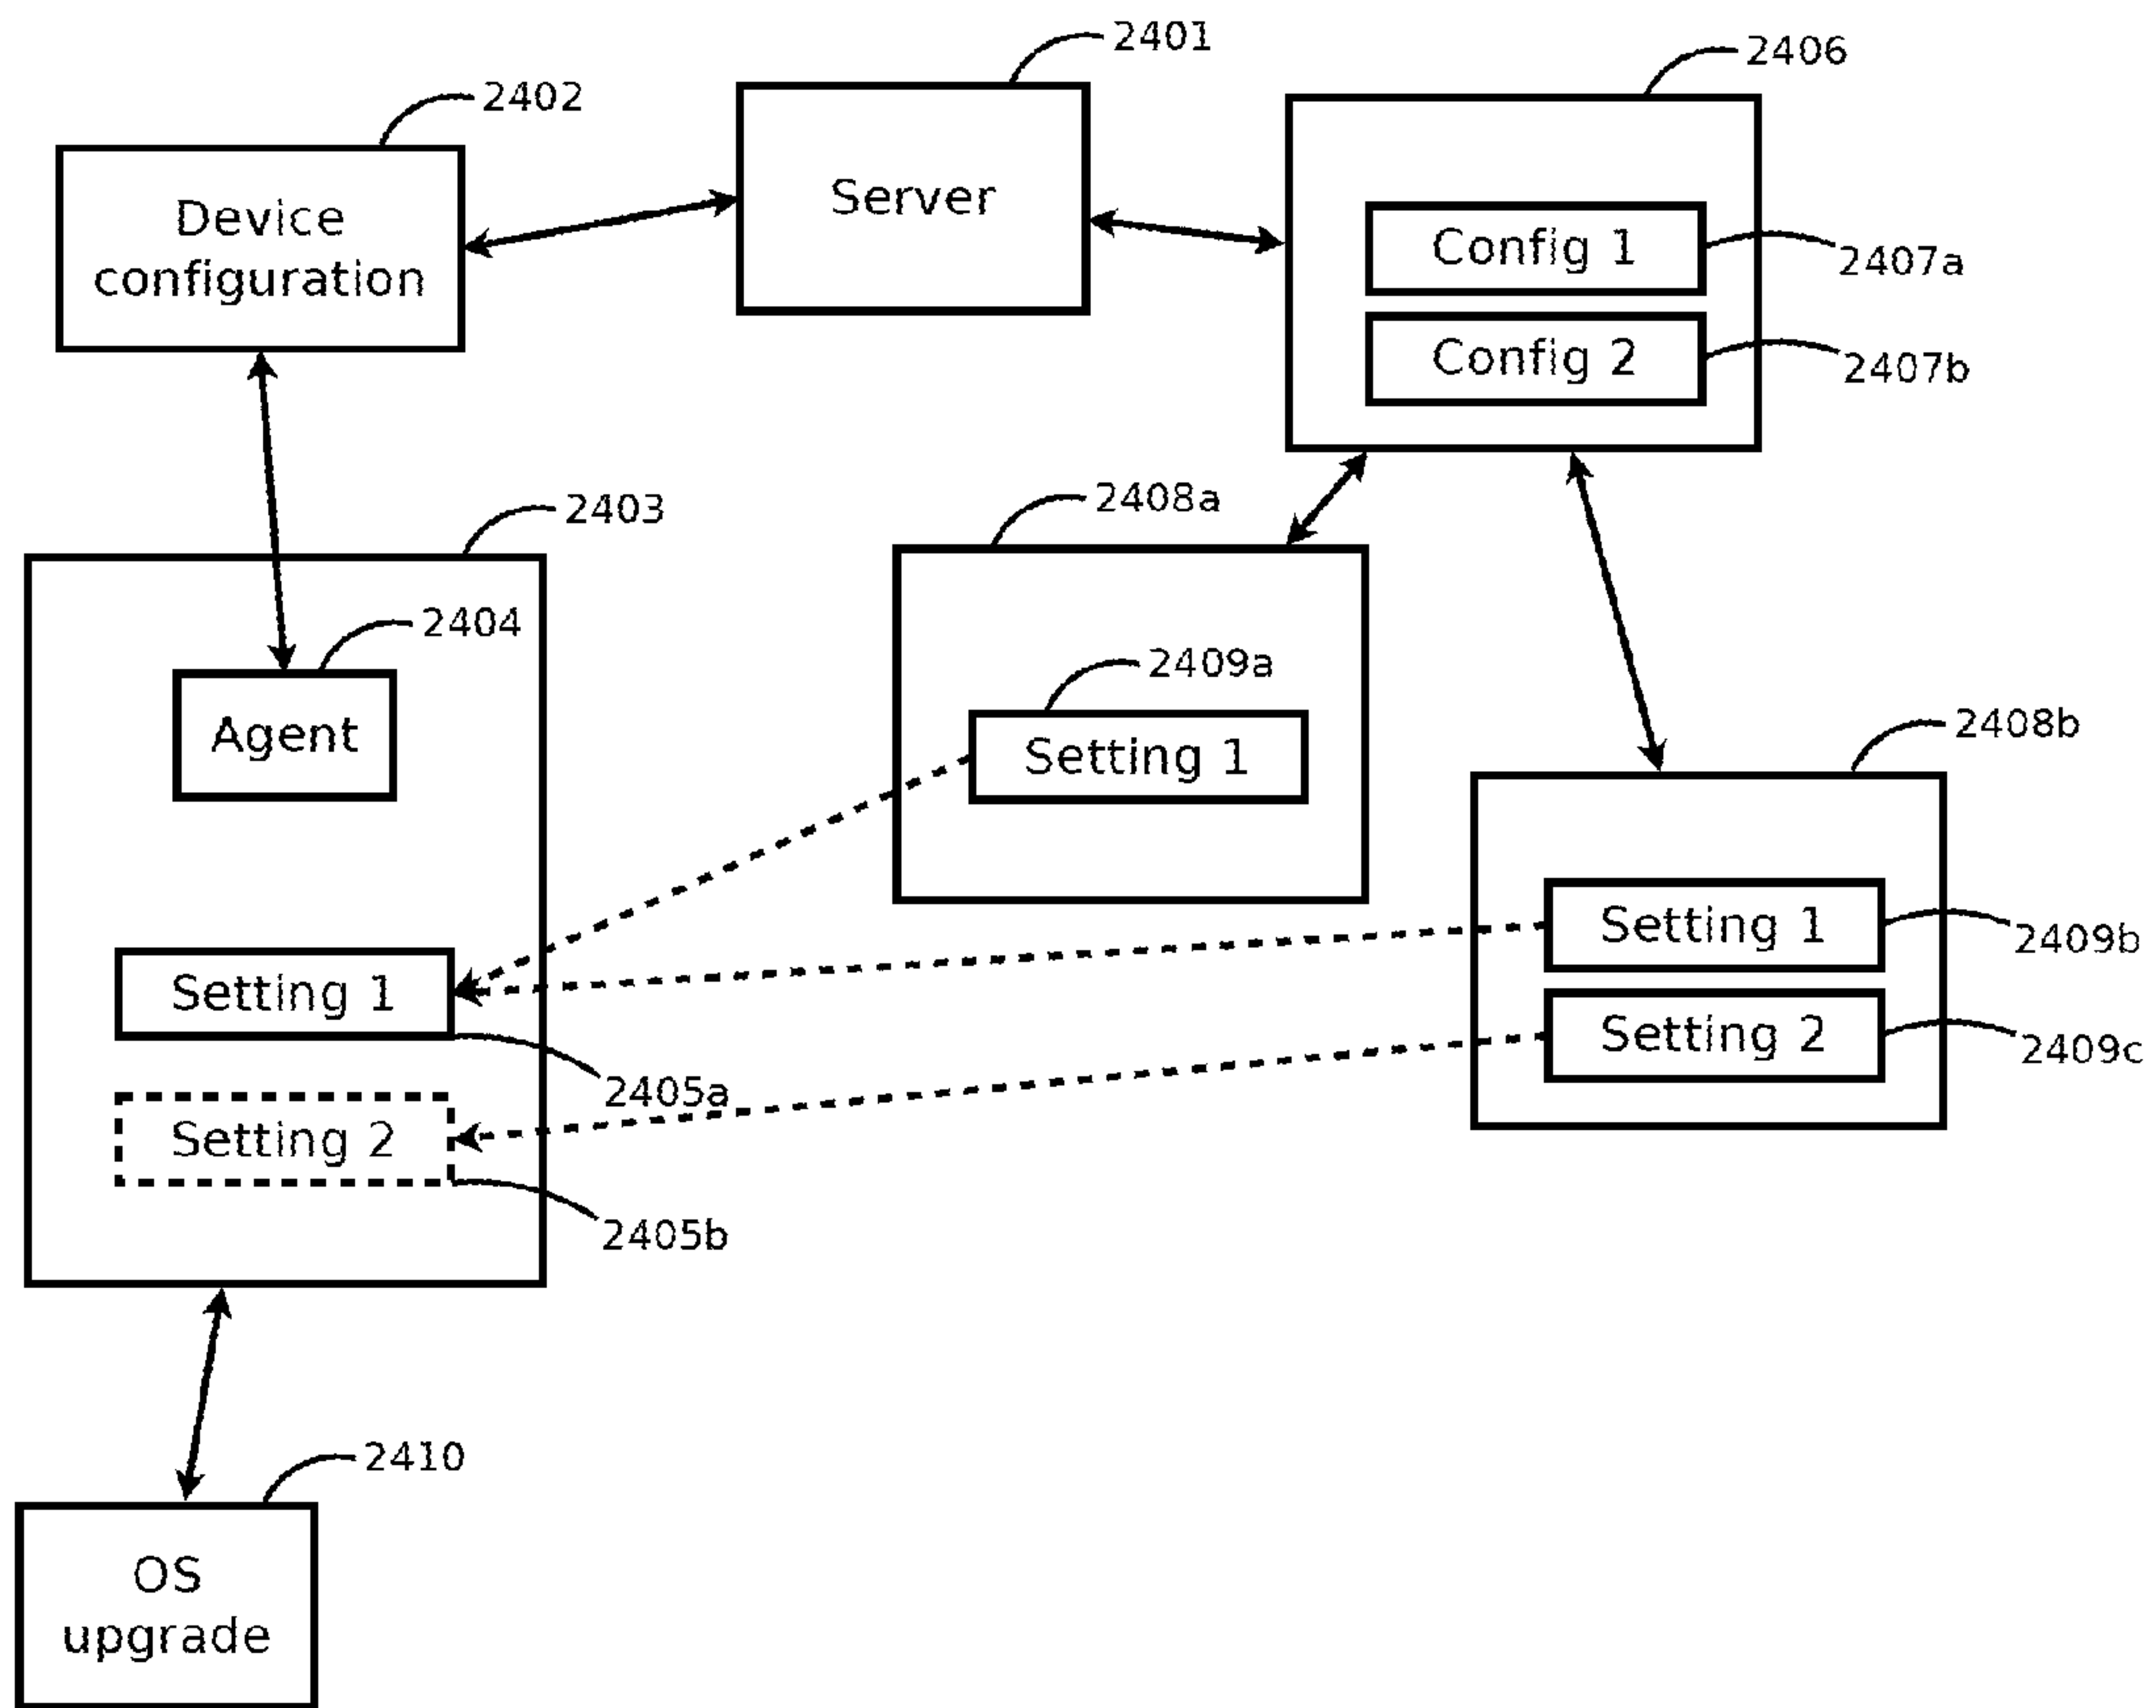 2401
2406
2402
Server
Device
configuration
Config 1
2407a
Config 2
2407b
2408a
2403
2404
Agent
2409a
Setting 1
2408b
Setting 1
2409b
Setting 2
2409c
Setting 1
2405a
Setting 2
2405b
2410
OS
upgrade